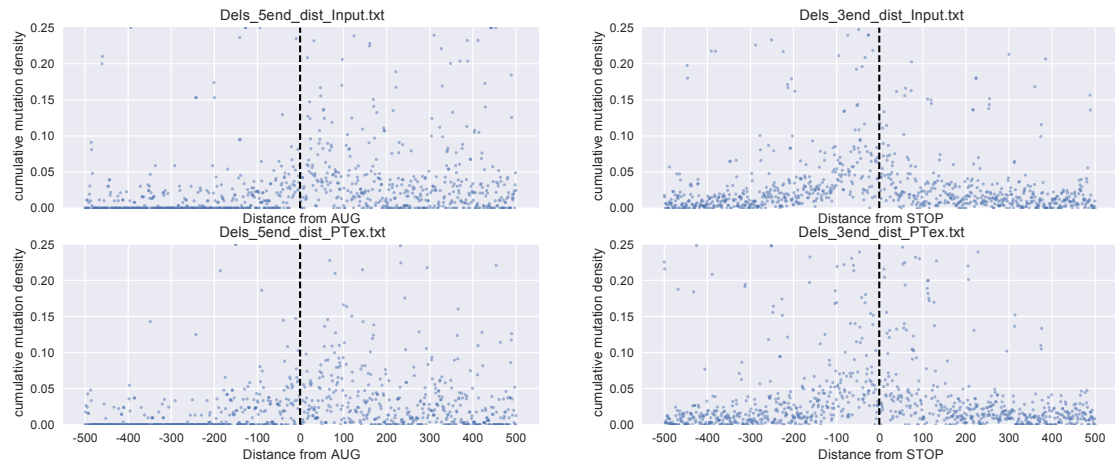 Dels_5end_dist_Input.txt
cumulative mutation density
0.25
0.20
0.15
0.10
0.05
0.00
Distance from AUG
Dels_3end_dist_Input.txt
cumulative mutation density
0.25
0.20
0.15
0.10
0.05
0.00
Distance from STOP
Dels_5end_dist_PTex.txt
cumulative mutation density
0.25
0.20
0.15
0.10
0.05
0.00
-500 -400 -300 -200 -100 0 100 200 300 400 500
Distance from AUG
Dels_3end_dist_PTex.txt
cumulative mutation density
0.25
0.20
0.15
0.10
0.05
0.00
-500 -400 -300 -200 -100 0 100 200 300 400 500
Distance from STOP